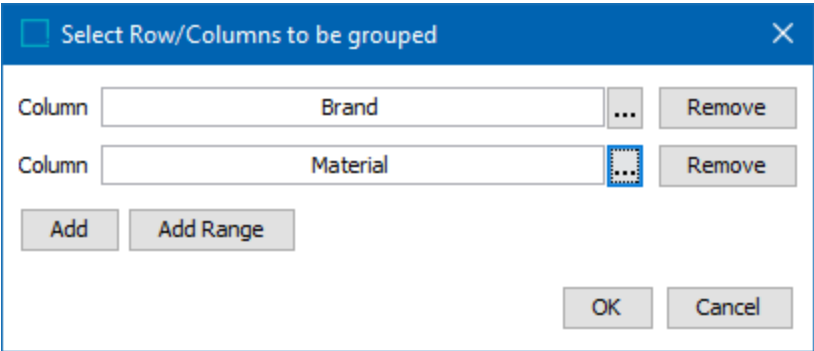 Select Row/Columns to be grouped
Column Brand ... Remove
Column Material ... Remove
Add Add Range
OK Cancel